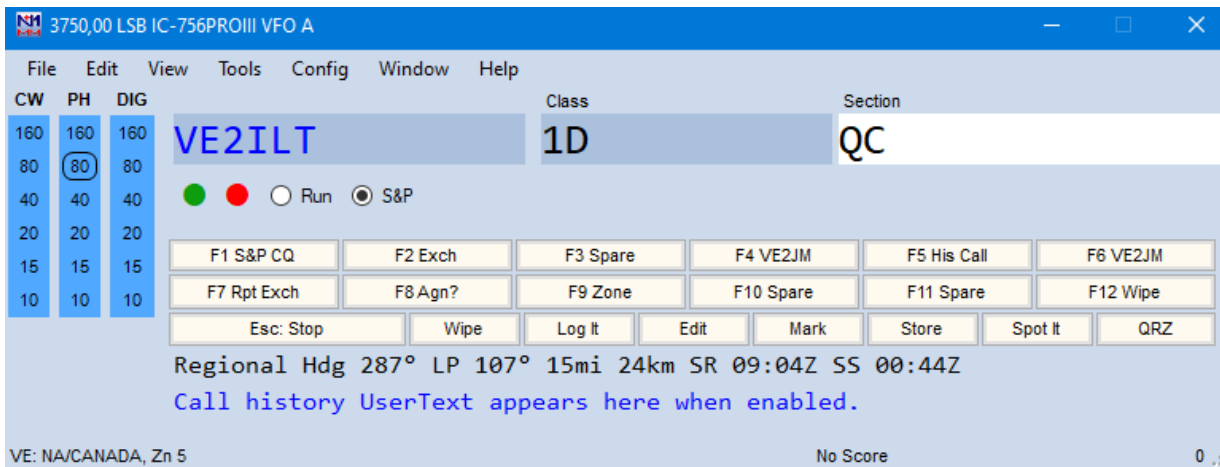 3750,00 LSB IC-756PROIII VFO A
File Edit View Tools Config Window Help
CW PH DIG Class Section
160 160 160 VE2ILT 1D QC
80 80 80
40 40 40 Run S&P
20 20 20
F1 S&P CQ F2 Exch F3 Spare F4 VE2JM F5 His Call F6 VE2JM
15 15 15
F7 Rpt Exch F8 Agn? F9 Zone F10 Spare F11 Spare F12 Wipe
10 10 10
Esc: Stop Wipe Log It Edit Mark Store Spot It QRZ
Regional Hdg 287° LP 107° 15mi 24km SR 09:04Z SS 00:44Z
Call history UserText appears here when enabled.
VE: NA/CANADA, Zn 5 No Score 0